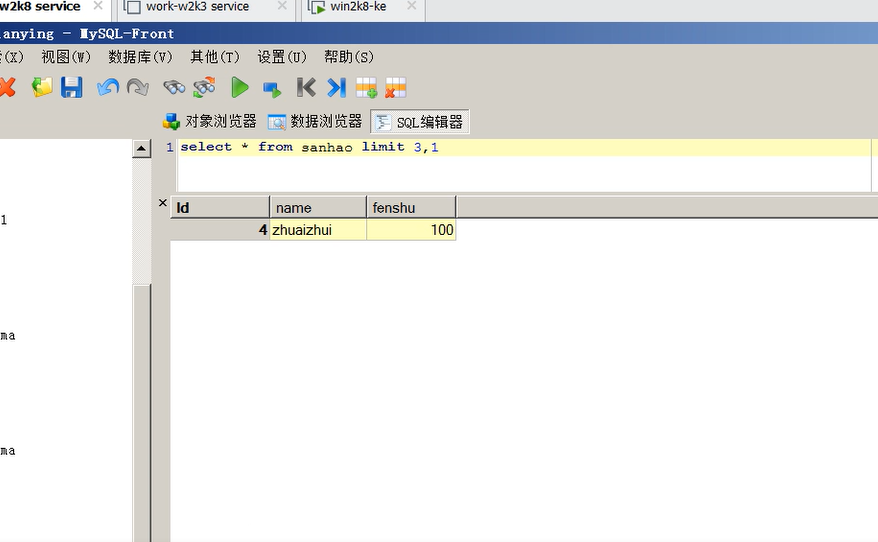 w2k8 service
work-w2k3 service
win2k8-ke
anying - MySQL-Front
(X) 视图(W) 数据库(V) 其他(T) 设置(U) 帮助(S)
对象浏览器 数据浏览器 SQL编辑器
1 select * from sanhao limit 3,1
Id name fenshu
4 zhuaizhui 100
1
ma
ma